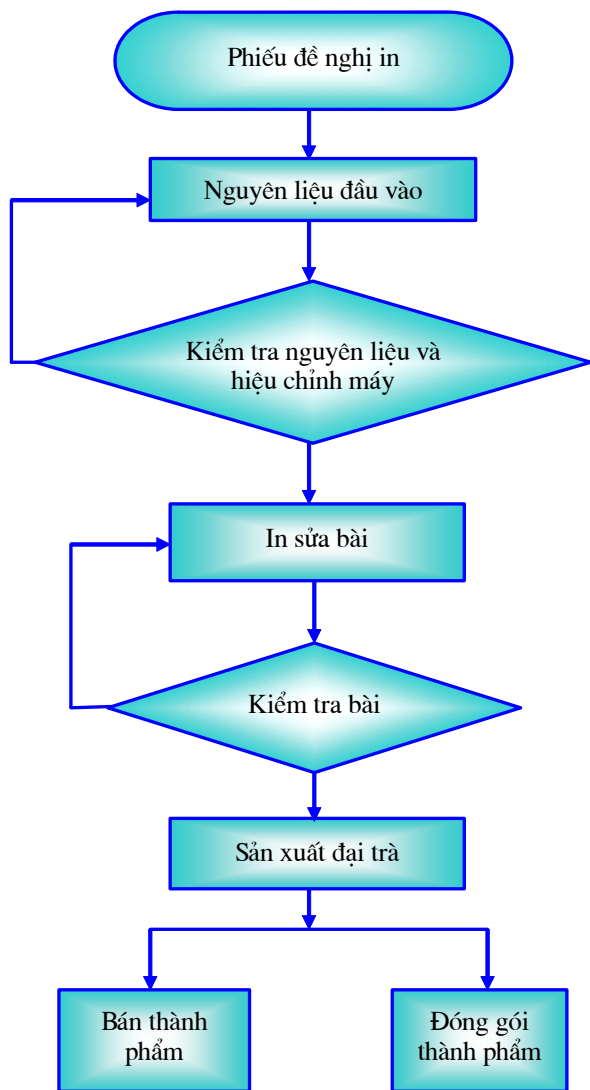 Phiếu đề nghị in
Nguyên liệu đầu vào
Kiểm tra nguyên liệu và
hiệu chỉnh máy
In sửa bài
Kiểm tra bài
Sản xuất đại trà
Bán thành
phẩm
Đóng gói
thành phẩm